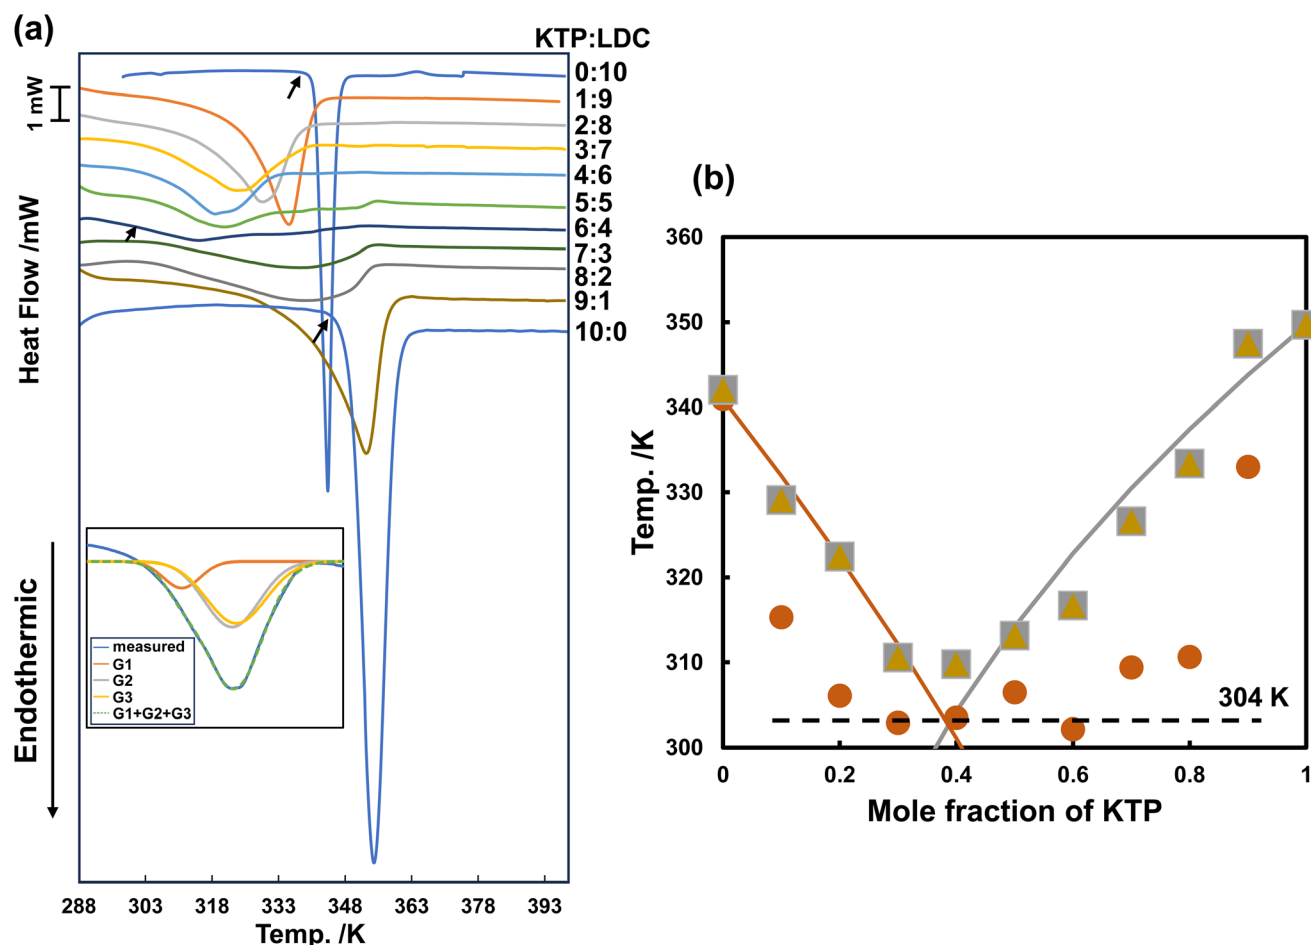 (a)
KTP:LDC
0:10
1:9
2:8
3:7
4:6
5:5
6:4
7:3
8:2
9:1
10:0
1 mW
Heat Flow /mW
Endothermic
measured
G1
G2
G3
G1+G2+G3
288 303 318 333 348 363 378 393
Temp. /K
(b)
360
350
340
330
320
310
300
Temp. /K
304 K
0 0.2 0.4 0.6 0.8 1
Mole fraction of KTP